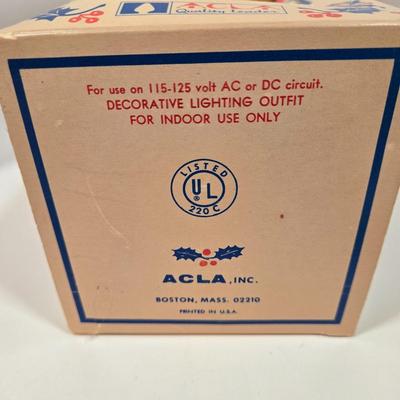 ACLA
Quality Leader
For use on 115-125 volt AC or DC circuit.
DECORATIVE LIGHTING OUTFIT
FOR INDOOR USE ONLY
LISTED
UL
220 C
ACLA, INC.
BOSTON, MASS. 02210
PRINTED IN U.S.A.